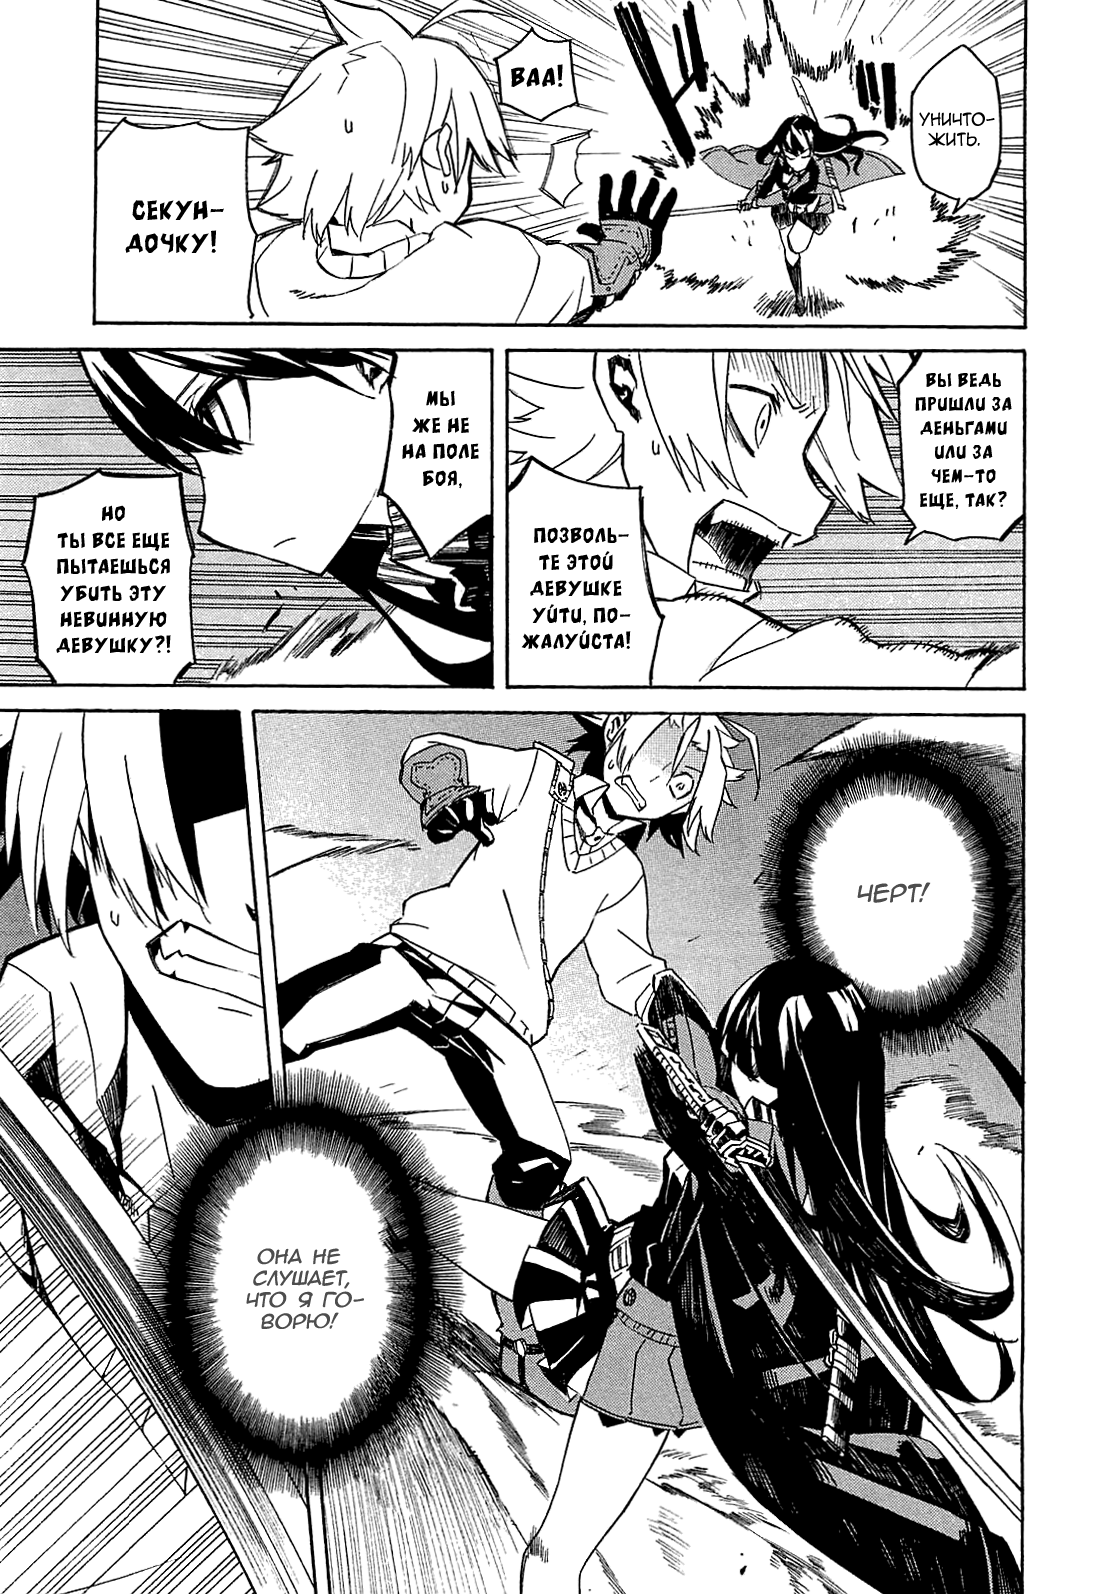 УНИЧТО-
ЖИТЬ.
ВАА!
СЕКУН-
ДОЧКУ!
ВЫ ВЕДЬ
ПРИШЛИ ЗА
ДЕНЬГАМИ
ИЛИ ЗА
ЧЕМ-ТО
ЕЩЕ, ТАК?
ПОЗВОЛЬ-
ТЕ ЭТОЙ
ДЕВУШКЕ
УЙТИ, ПО-
ЖАЛУЙСТА!
МЫ
ЖЕ НЕ
НА ПОЛЕ
БОЯ,
НО
ТЫ ВСЕ ЕЩЕ
ПЫТАЕШЬСЯ
УБИТЬ ЭТУ
НЕВИННУЮ
ДЕВУШКУ?!
ЧЕРТ!
ОНА НЕ
СЛУШАЕТ,
ЧТО Я ГО-
ВОРЮ!